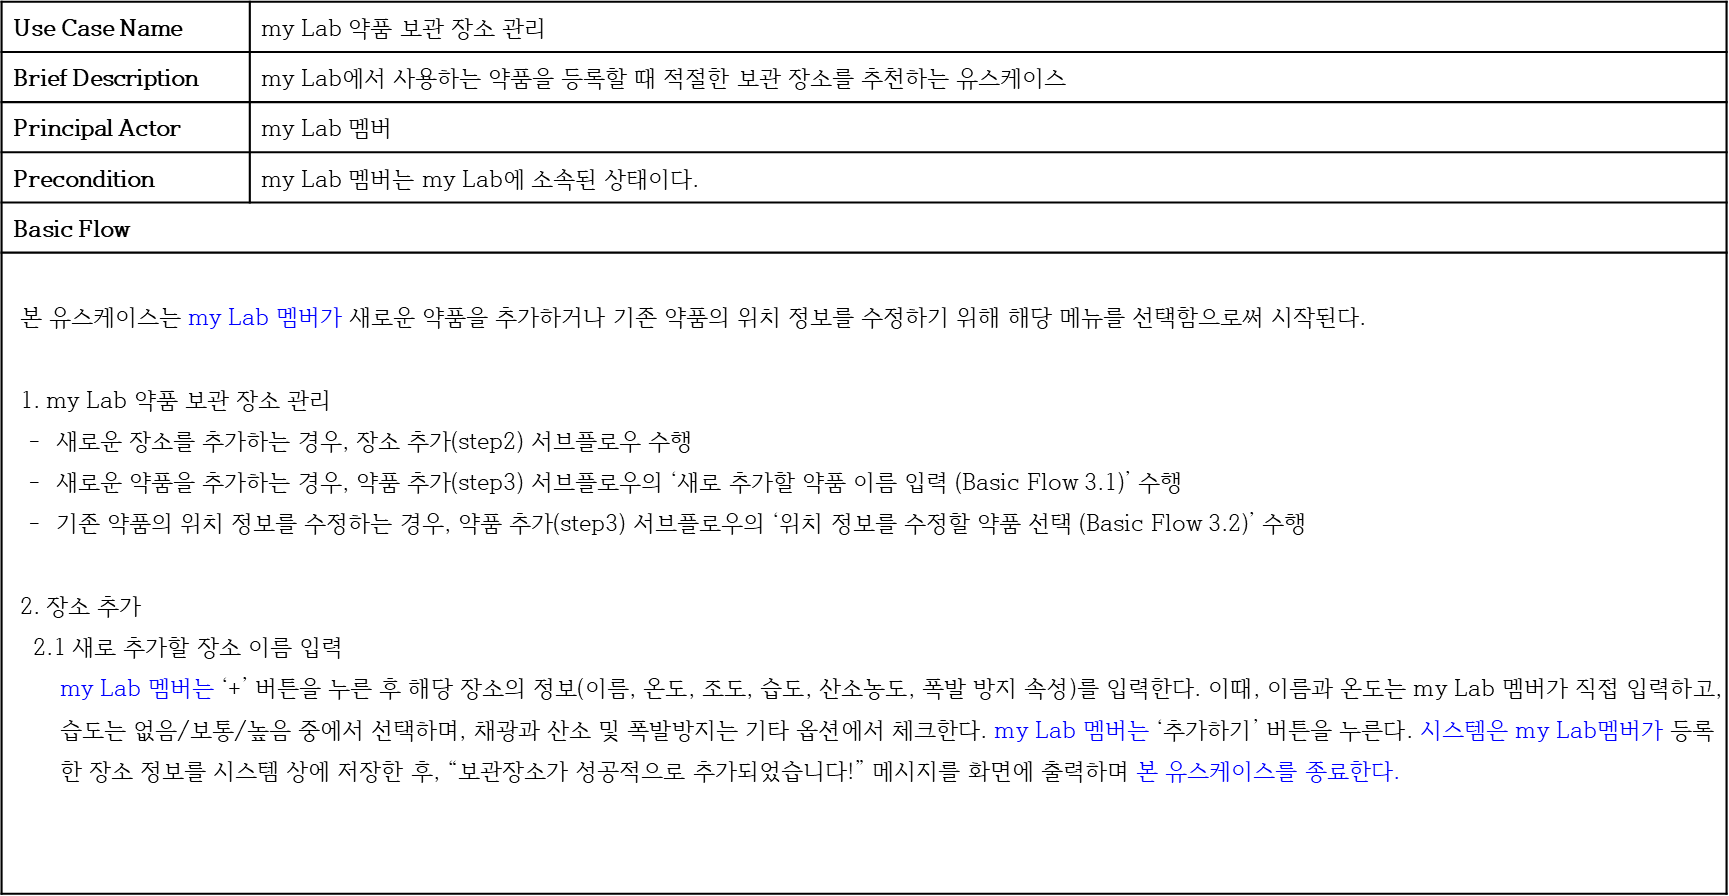 Use Case Name my Lab 약품 보관 장소 관리
Brief Description my Lab에서 사용하는 약품을 등록할 때 적절한 보관 장소를 추천하는 유스케이스
Principal Actor my Lab 멤버
Precondition my Lab 멤버는 my Lab에 소속된 상태이다.
Basic Flow
본 유스케이스는 my Lab 멤버가 새로운 약품을 추가하거나 기존 약품의 위치 정보를 수정하기 위해 해당 메뉴를 선택함으로써 시작된다.
1. my Lab 약품 보관 장소 관리
- 새로운 장소를 추가하는 경우, 장소 추가(step2) 서브플로우 수행
- 새로운 약품을 추가하는 경우, 약품 추가(step3) 서브플로우의 ‘새로 추가할 약품 이름 입력 (Basic Flow 3.1)’ 수행
- 기존 약품의 위치 정보를 수정하는 경우, 약품 추가(step3) 서브플로우의 ‘위치 정보를 수정할 약품 선택 (Basic Flow 3.2)’ 수행
2. 장소 추가
2.1 새로 추가할 장소 이름 입력
my Lab 멤버는 ‘+’ 버튼을 누른 후 해당 장소의 정보(이름, 온도, 조도, 습도, 산소농도, 폭발 방지 속성)를 입력한다. 이때, 이름과 온도는 my Lab 멤버가 직접 입력하고,
습도는 없음/보통/높음 중에서 선택하며, 채광과 산소 및 폭발방지는 기타 옵션에서 체크한다. my Lab 멤버는 ‘추가하기’ 버튼을 누른다. 시스템은 my Lab멤버가 등록
한 장소 정보를 시스템 상에 저장한 후, “보관장소가 성공적으로 추가되었습니다!” 메시지를 화면에 출력하며 본 유스케이스를 종료한다.